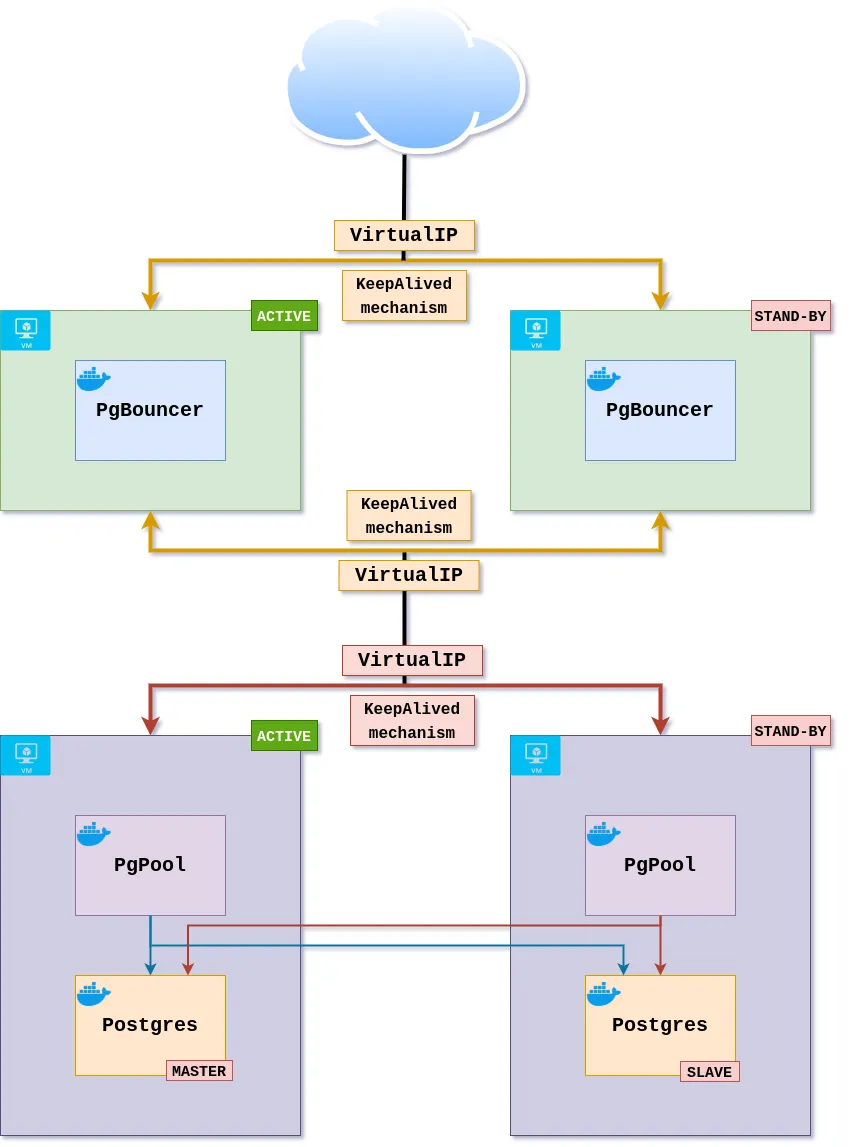 VirtualIP
KeepAlived
mechanism
ACTIVE
STAND-BY
VM
VM
PgBouncer
PgBouncer
KeepAlived
mechanism
VirtualIP
VirtualIP
KeepAlived
mechanism
ACTIVE
STAND-BY
VM
VM
PgPool
PgPool
Postgres
Postgres
MASTER
SLAVE